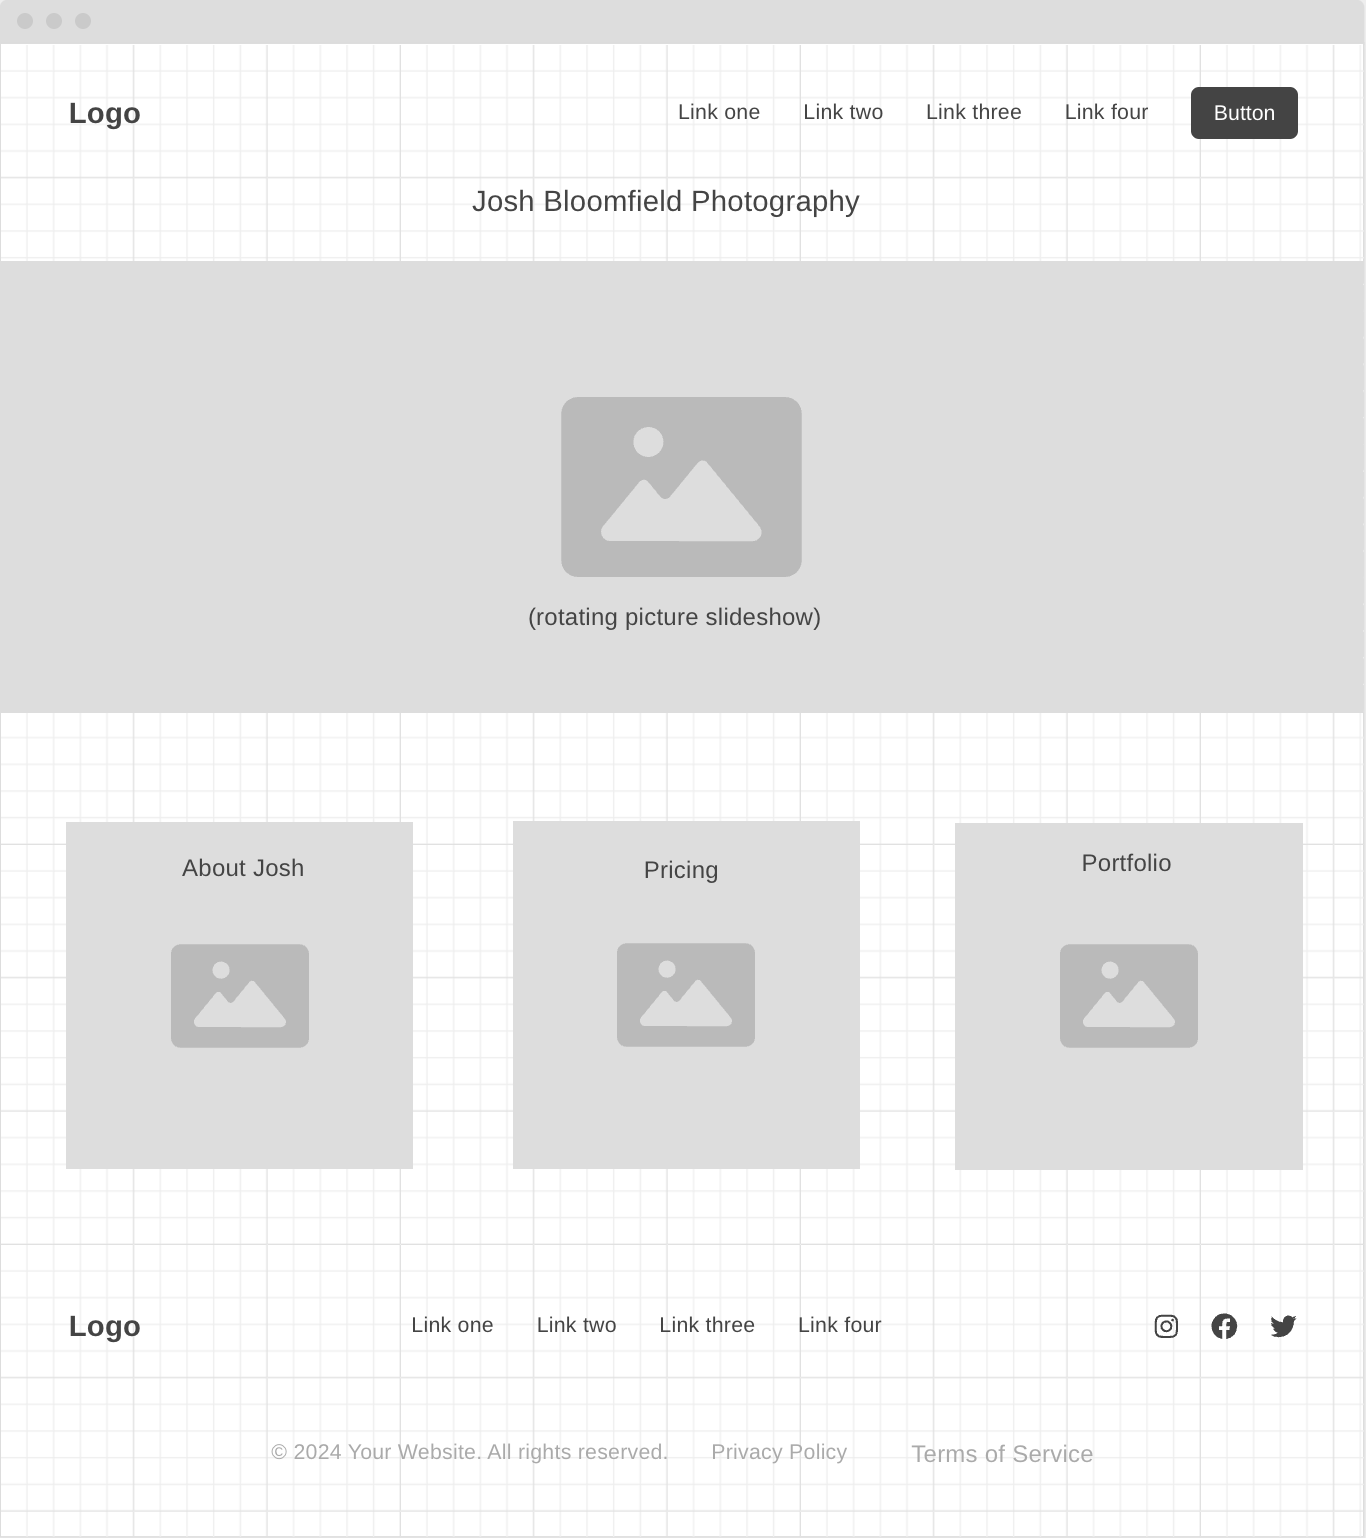 Logo
Link one Link two Link three Link four Button
Josh Bloomfield Photography
(rotating picture slideshow)
About Josh
Pricing
Portfolio
Logo
Link one Link two Link three Link four
© 2024 Your Website. All rights reserved. Privacy Policy Terms of Service